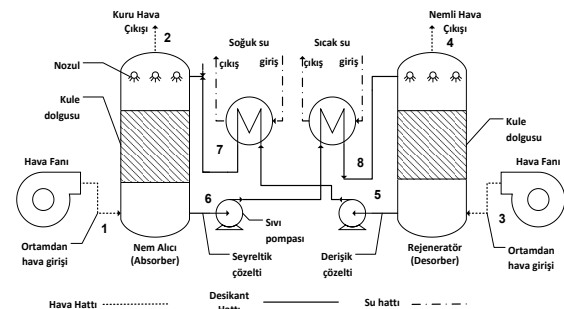 Kuru Hava
Çıkışı
2
Nozul
Kule
dolgusu
Hava Fanı
1
Ortamdan
hava girişi
Nem Alıcı
(Absorber)
Soğuk su
çıkış
giriş
7
Sıcak su
çıkış
giriş
8
6
Sıvı
pompası
Seyreltik
çözelti
5
Derişik
çözelti
Nemli Hava
Çıkışı
4
Kule
dolgusu
Hava Fanı
3
Ortamdan
hava girişi
Rejeneratör
(Desorber)
Hava Hattı
Desikant
Hattı
Su hattı